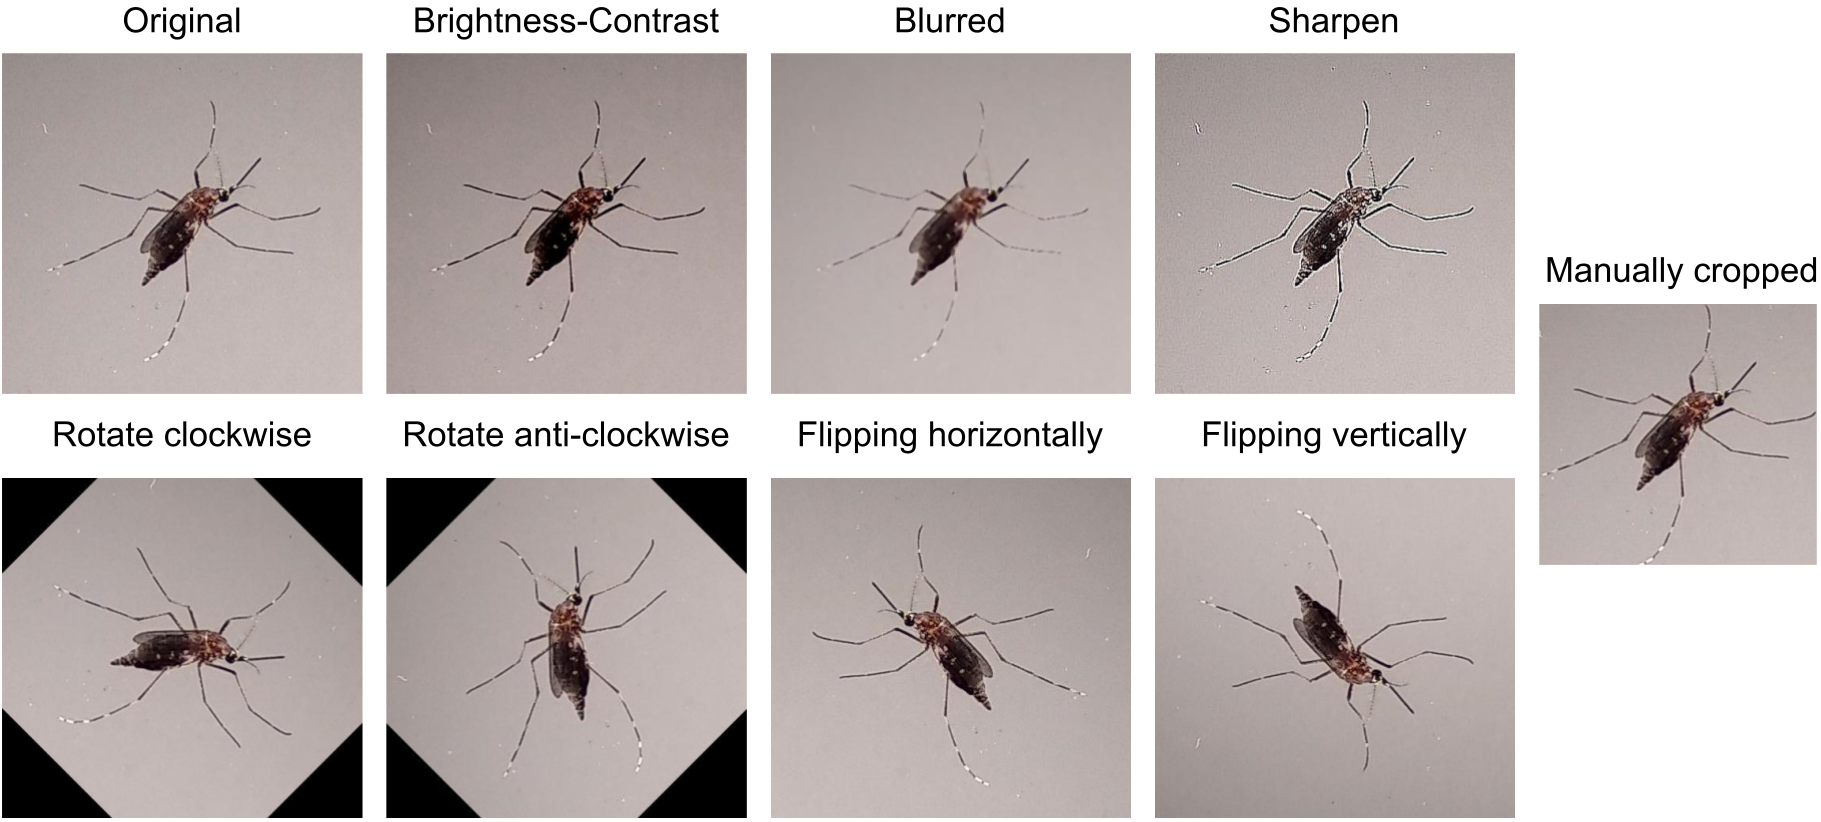 Original
Brightness-Contrast
Blurred
Sharpen
Manually cropped
Rotate clockwise
Rotate anti-clockwise
Flipping horizontally
Flipping vertically